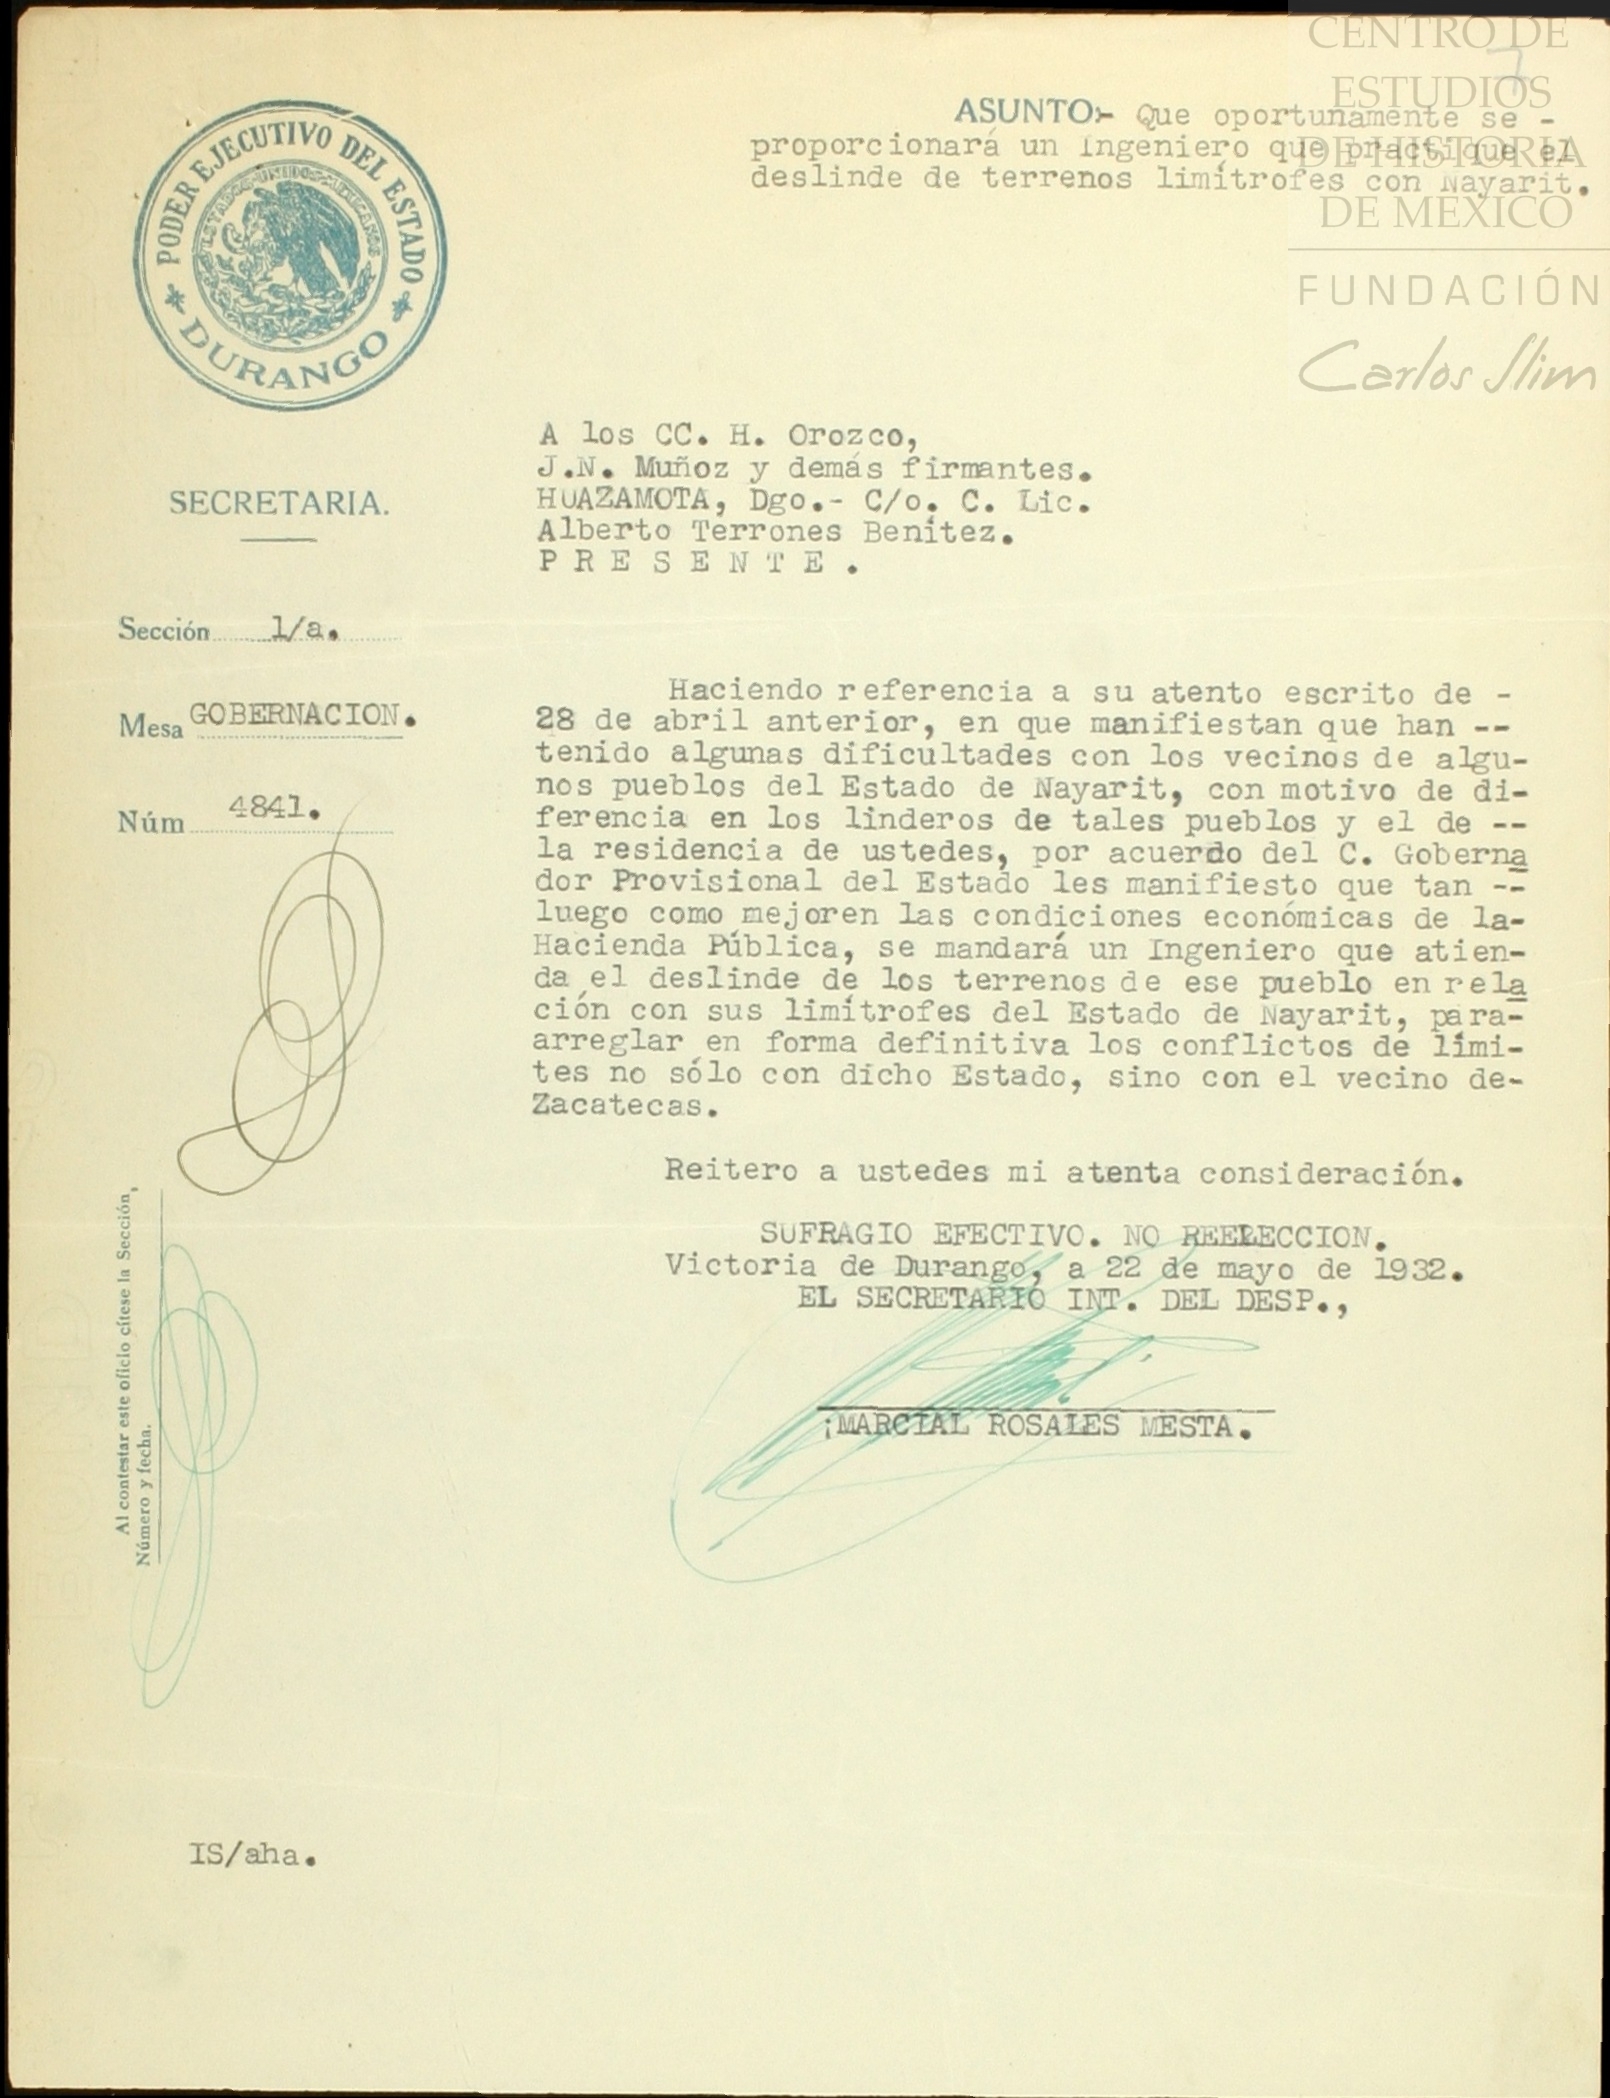 CENTRO DE
ESTUDIOS
DE HISTORIA
DE MEXICO
FUNDACIÓN
Carlos Slim
7
ASUNTO:- Que oportunamente se -
proporcionará un Ingeniero que practique el
deslinde de terrenos limítrofes con Nayarit.
PODER EJECUTIVO DEL ESTADO
ESTADOS UNIDOS MEXICANOS
DURANGO
A los CC. H. Orozco,
J.N. Muñoz y demás firmantes.
HUAZAMOTA, Dgo.- C/o. C. Lic.
Alberto Terrones Benítez.
P R E S E N T E .
SECRETARIA.
Sección 1/a.
Mesa GOBERNACION.
Núm 4841.
Haciendo referencia a su atento escrito de -
28 de abril anterior, en que manifiestan que han --
tenido algunas dificultades con los vecinos de algu-
nos pueblos del Estado de Nayarit, con motivo de di-
ferencia en los linderos de tales pueblos y el de --
la residencia de ustedes, por acuerdo del C. Goberna
dor Provisional del Estado les manifiesto que tan --
luego como mejoren las condiciones económicas de la-
Hacienda Pública, se mandará un Ingeniero que atien-
da el deslinde de los terrenos de ese pueblo en rela
ción con sus limítrofes del Estado de Nayarit, para-
arreglar en forma definitiva los conflictos de lími-
tes no sólo con dicho Estado, sino con el vecino de-
Zacatecas.
Reitero a ustedes mi atenta consideración.
SUFRAGIO EFECTIVO. NO REELECCION.
Victoria de Durango, a 22 de mayo de 1932.
EL SECRETARIO INT. DEL DESP.,
¡MARCIAL ROSALES MESTA.
Al contestar este oficio cítese la Sección,
Número y fecha.
IS/aha.